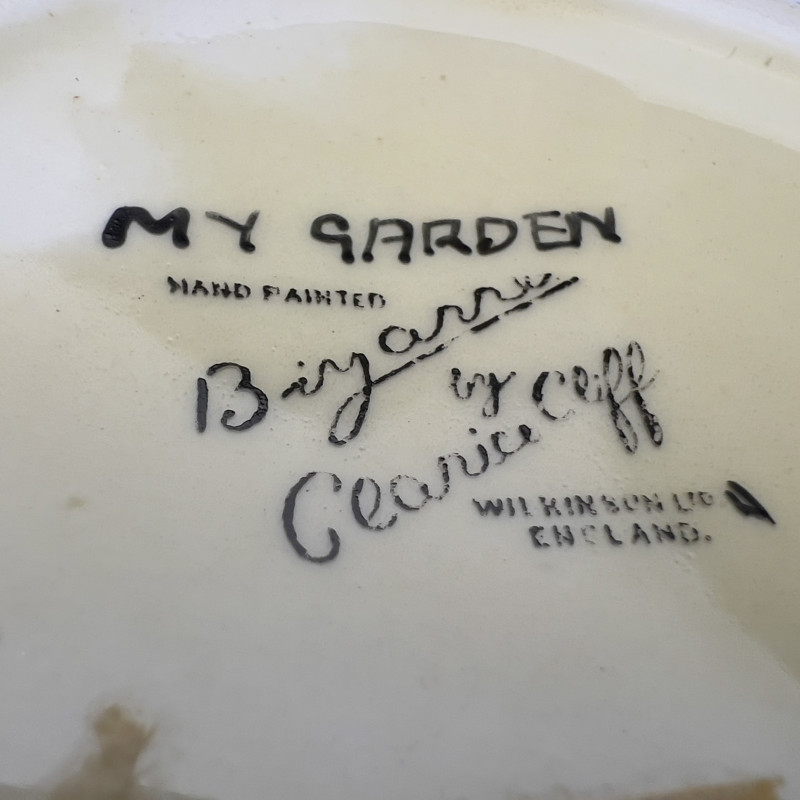 MY GARDEN
HAND PAINTED
Bizarre
by
Clarice Cliff
WILKINSON LTD
ENGLAND.